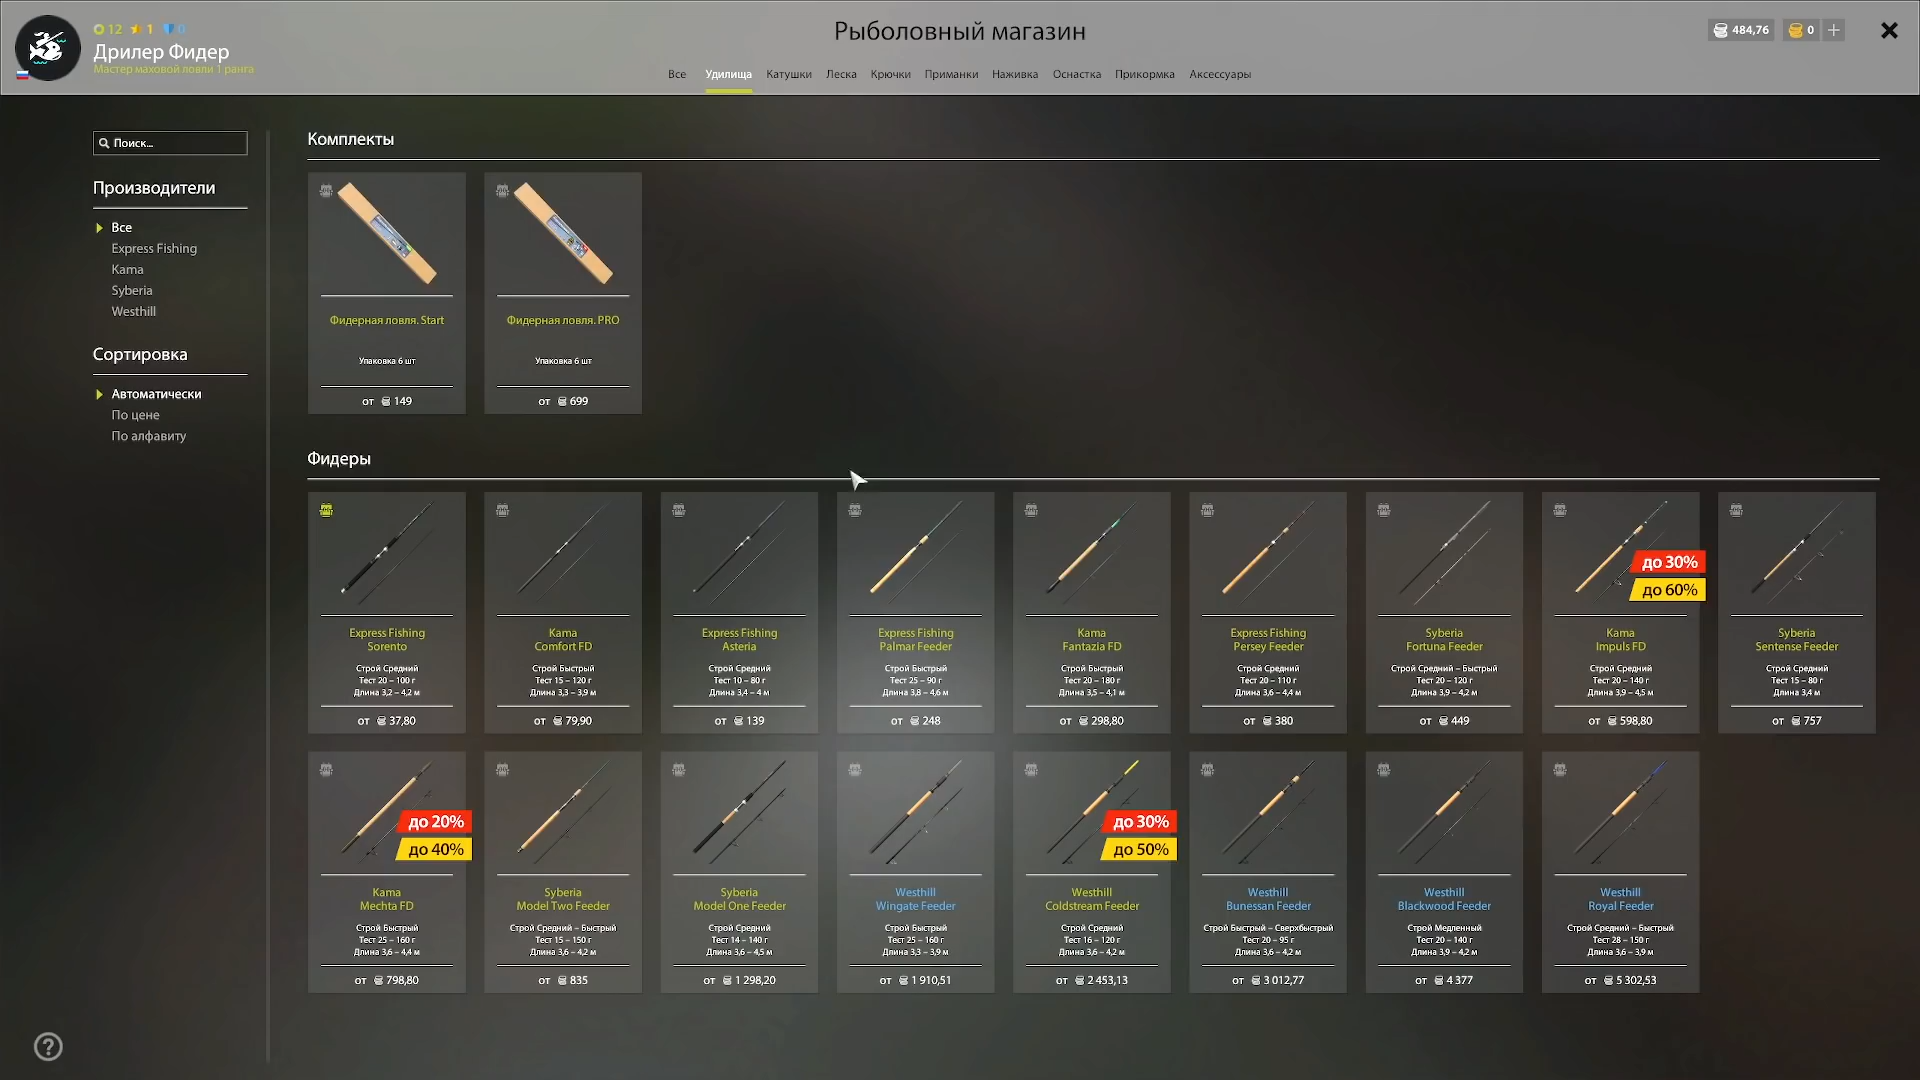 12 1 0
Дрилер Фидер
Мастер маховой ловли 1 ранга
Рыболовный магазин
484,76 0
Все Удилища Катушки Леска Крючки Приманки Наживка Оснастка Прикормка Аксессуары
Поиск...
Производители
Все
Express Fishing
Kama
Syberia
Westhill
Сортировка
Автоматически
По цене
По алфавиту
Комплекты
Фидерная ловля. Start
Упаковка 6 шт
от 149
Фидерная ловля. PRO
Упаковка 6 шт
от 699
Фидеры
Express Fishing
Sorento
Строй Средний
Тест 20 – 100 г
Длина 3,2 – 4,2 м
от 37,80
Kama
Comfort FD
Строй Быстрый
Тест 15 – 120 г
Длина 3,3 – 3,9 м
от 79,90
Express Fishing
Asteria
Строй Средний
Тест 10 – 80 г
Длина 3,4 – 4 м
от 139
Express Fishing
Palmar Feeder
Строй Быстрый
Тест 25 – 90 г
Длина 3,8 – 4,6 м
от 248
Kama
Fantazia FD
Строй Быстрый
Тест 20 – 180 г
Длина 3,5 – 4,1 м
от 298,80
Express Fishing
Persey Feeder
Строй Средний
Тест 20 – 110 г
Длина 3,6 – 4,4 м
от 380
Syberia
Fortuna Feeder
Строй Средний – Быстрый
Тест 20 – 120 г
Длина 3,9 – 4,2 м
от 449
до 30%
до 60%
Kama
Impuls FD
Строй Средний
Тест 20 – 140 г
Длина 3,9 – 4,5 м
от 598,80
Syberia
Sentense Feeder
Строй Средний
Тест 15 – 80 г
Длина 3,4 м
от 757
до 20%
до 40%
Kama
Mechta FD
Строй Быстрый
Тест 25 – 160 г
Длина 3,6 – 4,4 м
от 798,80
Syberia
Model Two Feeder
Строй Средний – Быстрый
Тест 15 – 150 г
Длина 3,6 – 4,2 м
от 835
Syberia
Model One Feeder
Строй Средний
Тест 14 – 140 г
Длина 3,6 – 4,5 м
от 1 298,20
Westhill
Wingate Feeder
Строй Быстрый
Тест 25 – 160 г
Длина 3,3 – 3,9 м
от 1 910,51
до 30%
до 50%
Westhill
Coldstream Feeder
Строй Средний
Тест 16 – 120 г
Длина 3,6 – 4,2 м
от 2 453,13
Westhill
Bunessan Feeder
Строй Быстрый – Сверхбыстрый
Тест 20 – 95 г
Длина 3,6 – 4,2 м
от 3 012,77
Westhill
Blackwood Feeder
Строй Медленный
Тест 20 – 140 г
Длина 3,9 – 4,2 м
от 4 377
Westhill
Royal Feeder
Строй Средний – Быстрый
Тест 28 – 150 г
Длина 3,6 – 3,9 м
от 5 302,53